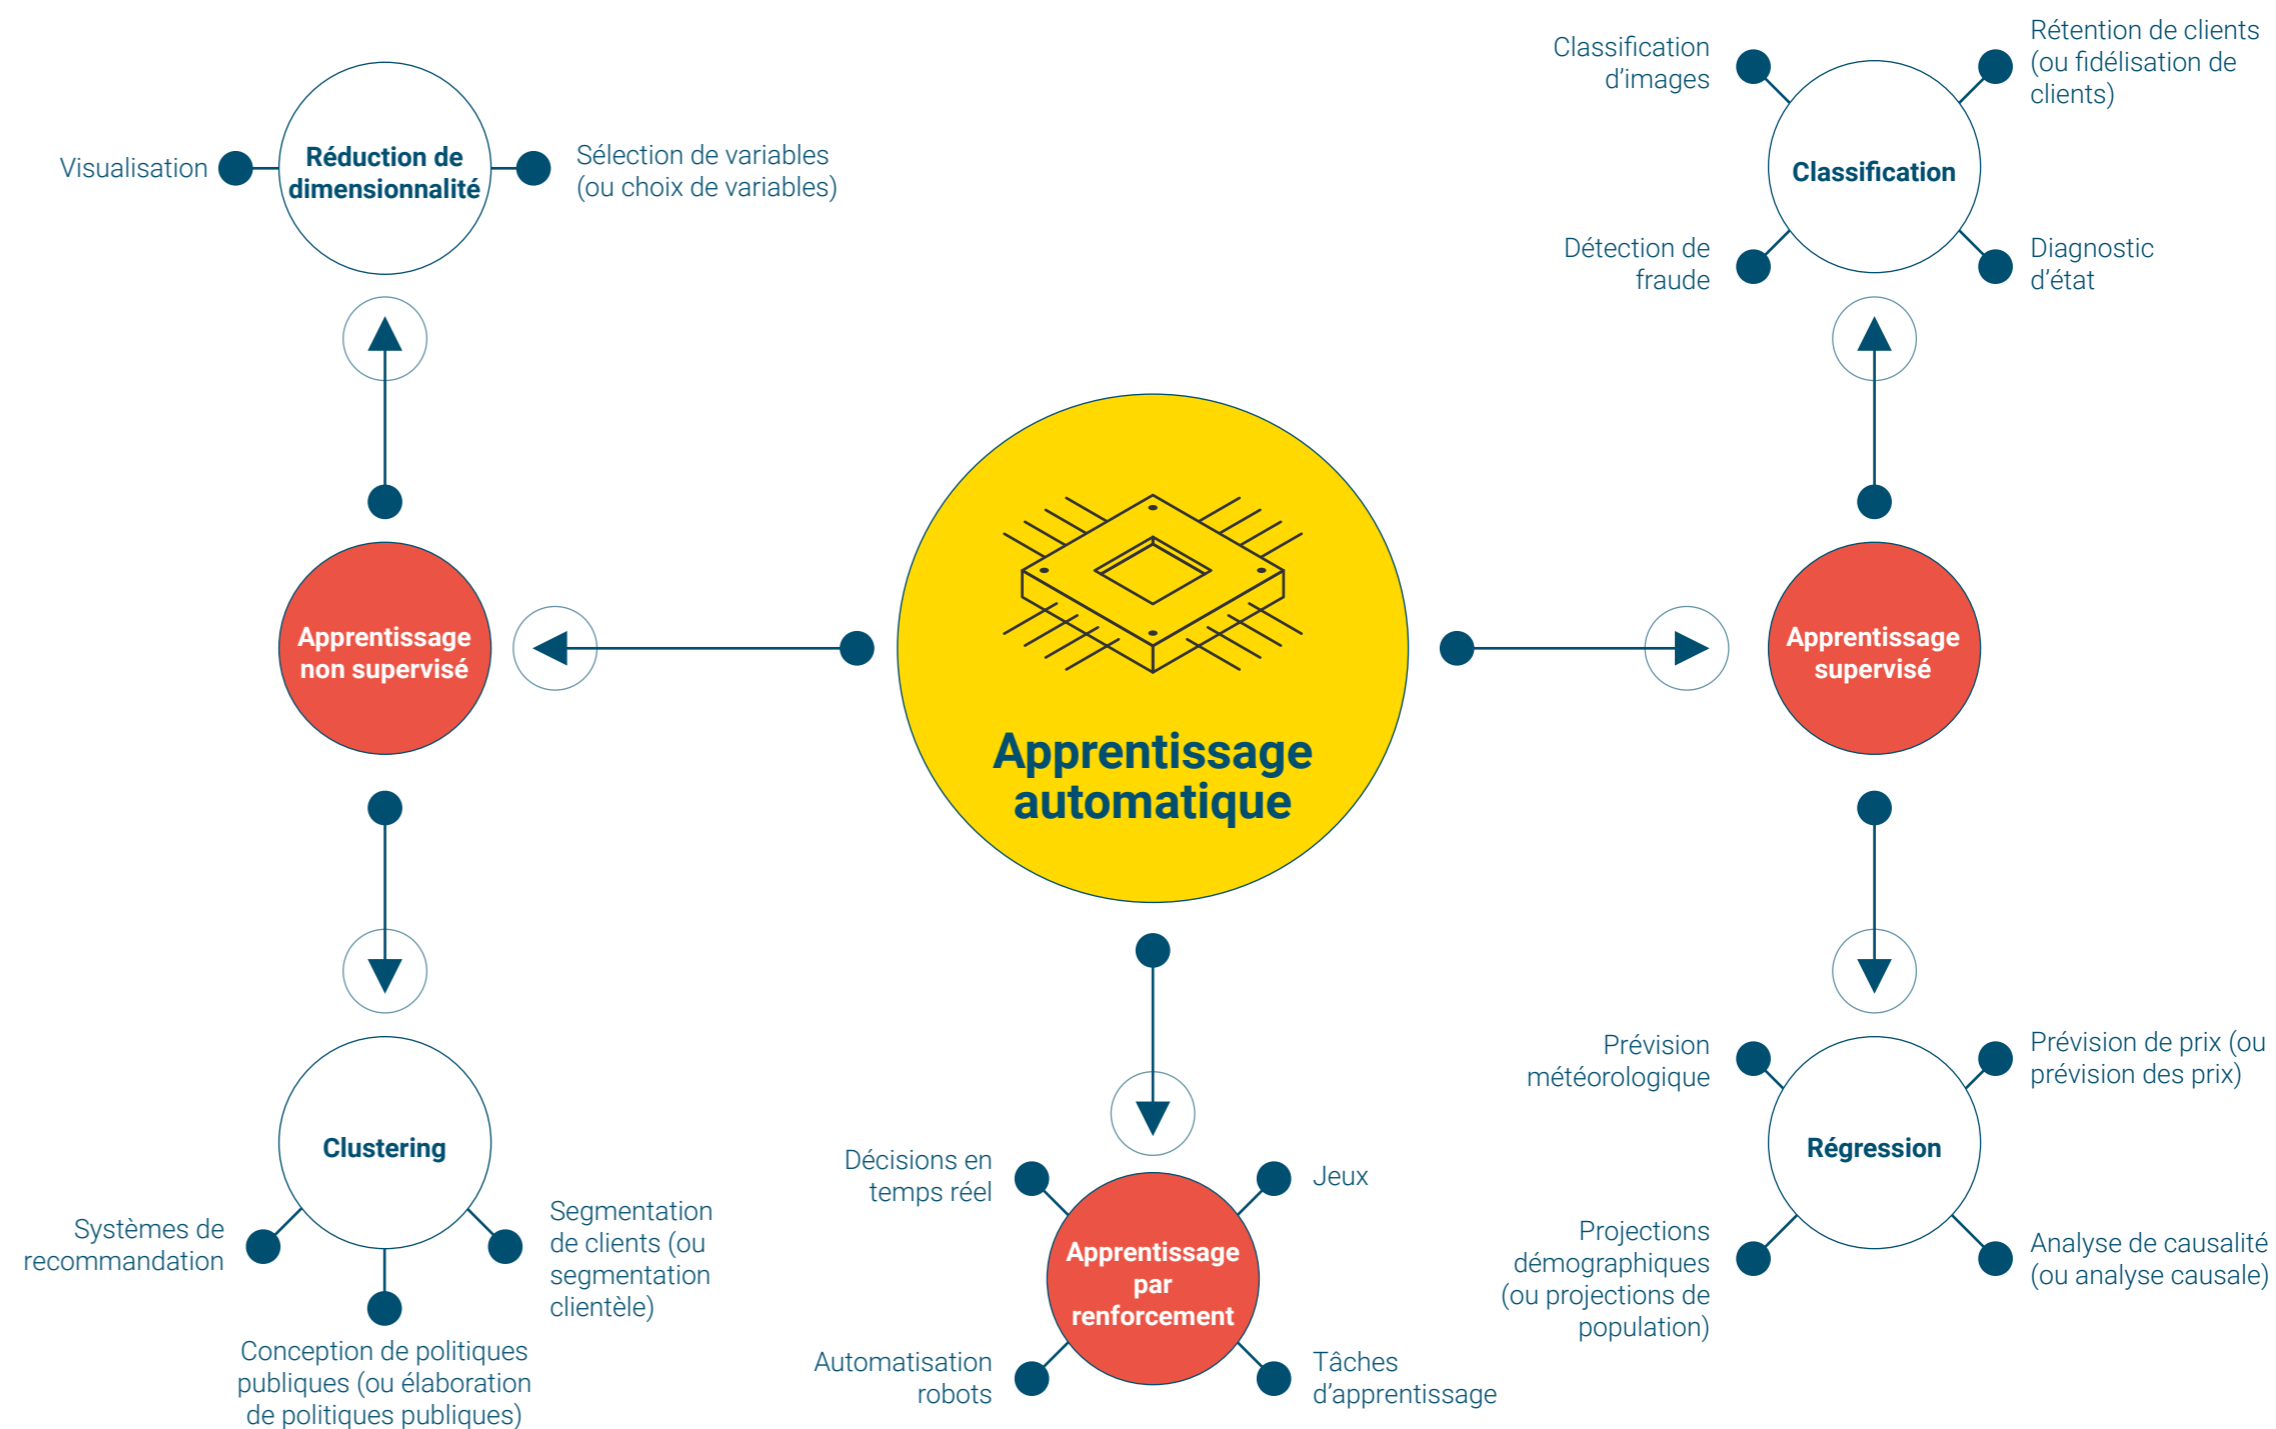 Visualisation
Réduction de
dimensionnalité
Sélection de variables
(ou choix de variables)
Classification
d’images
Rétention de clients
(ou fidélisation de
clients)
Classification
Détection de
fraude
Diagnostic
d’état
Apprentissage
non supervisé
Apprentissage
automatique
Apprentissage
supervisé
Clustering
Systèmes de
recommandation
Segmentation
de clients (ou
segmentation
clientèle)
Conception de politiques
publiques (ou élaboration
de politiques publiques)
Décisions en
temps réel
Jeux
Apprentissage
par
renforcement
Automatisation
robots
Tâches
d’apprentissage
Prévision
météorologique
Prévision de prix (ou
prévision des prix)
Régression
Projections
démographiques
(ou projections de
population)
Analyse de causalité
(ou analyse causale)